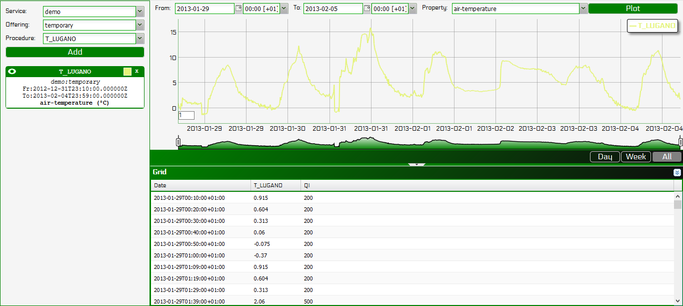 Service: demo
Offering: temporary
Procedure: T_LUGANO
Add
T_LUGANO x
demo:temporary
Fr:2012-12-31T23:10:00.000000Z
To:2013-02-04T23:59:00.000000Z
air-temperature (°C)
From: 2013-01-29 00:00 [+01] To: 2013-02-05 00:00 [+01] Property: air-temperature Plot
T_LUGANO
15
10
5
0
1
2013-01-29 2013-01-29 2013-01-30 2013-01-30 2013-01-31 2013-01-31 2013-02-01 2013-02-01 2013-02-02 2013-02-02 2013-02-03 2013-02-03 2013-02-04 2013-02-04
Day Week All
Grid
Data T_LUGANO QI
2013-01-29T00:10:00+01:00 0.915 200
2013-01-29T00:20:00+01:00 0.604 200
2013-01-29T00:30:00+01:00 0.313 200
2013-01-29T00:40:00+01:00 0.06 200
2013-01-29T00:50:00+01:00 -0.075 200
2013-01-29T01:00:00+01:00 -0.37 200
2013-01-29T01:09:00+01:00 0.915 200
2013-01-29T01:19:00+01:00 0.604 200
2013-01-29T01:29:00+01:00 0.313 200
2013-01-29T01:39:00+01:00 2.06 500